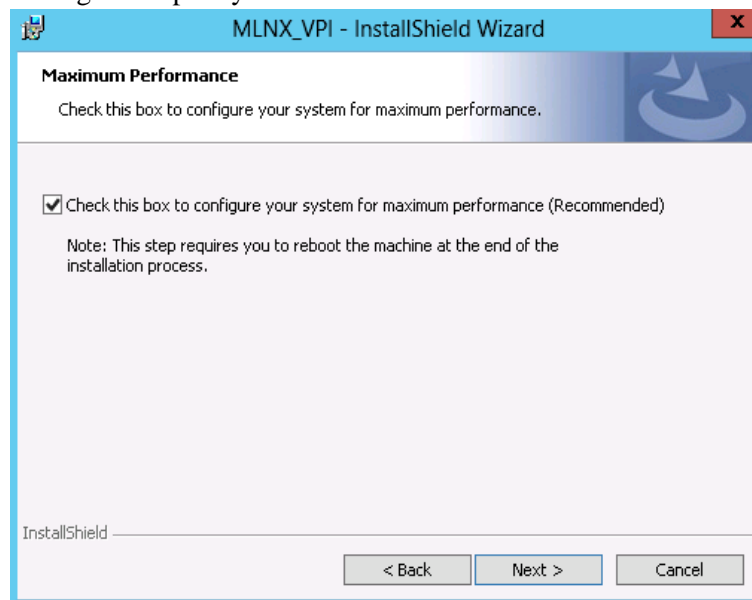 MLNX_VPI - InstallShield Wizard
x
Maximum Performance
Check this box to configure your system for maximum performance.
Check this box to configure your system for maximum performance (Recommended)
Note: This step requires you to reboot the machine at the end of the
installation process.
InstallShield
< Back Next > Cancel